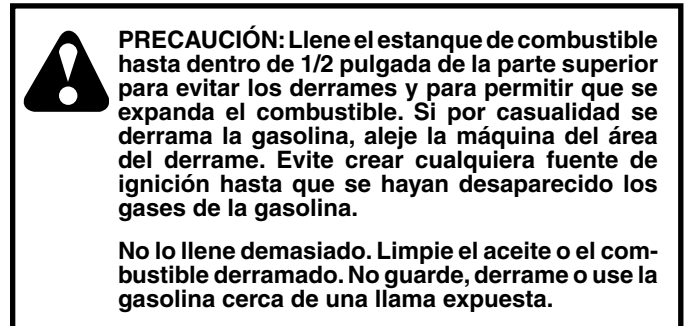 PRECAUCIÓN: Llene el estanque de combustible
hasta dentro de 1/2 pulgada de la parte superior
para evitar los derrames y para permitir que se
expanda el combustible. Si por casualidad se
derrama la gasolina, aleje la máquina del área
del derrame. Evite crear cualquiera fuente de
ignición hasta que se hayan desaparecido los
gases de la gasolina.
No lo llene demasiado. Limpie el aceite o el com-
bustible derramado. No guarde, derrame o use la
gasolina cerca de una llama expuesta.